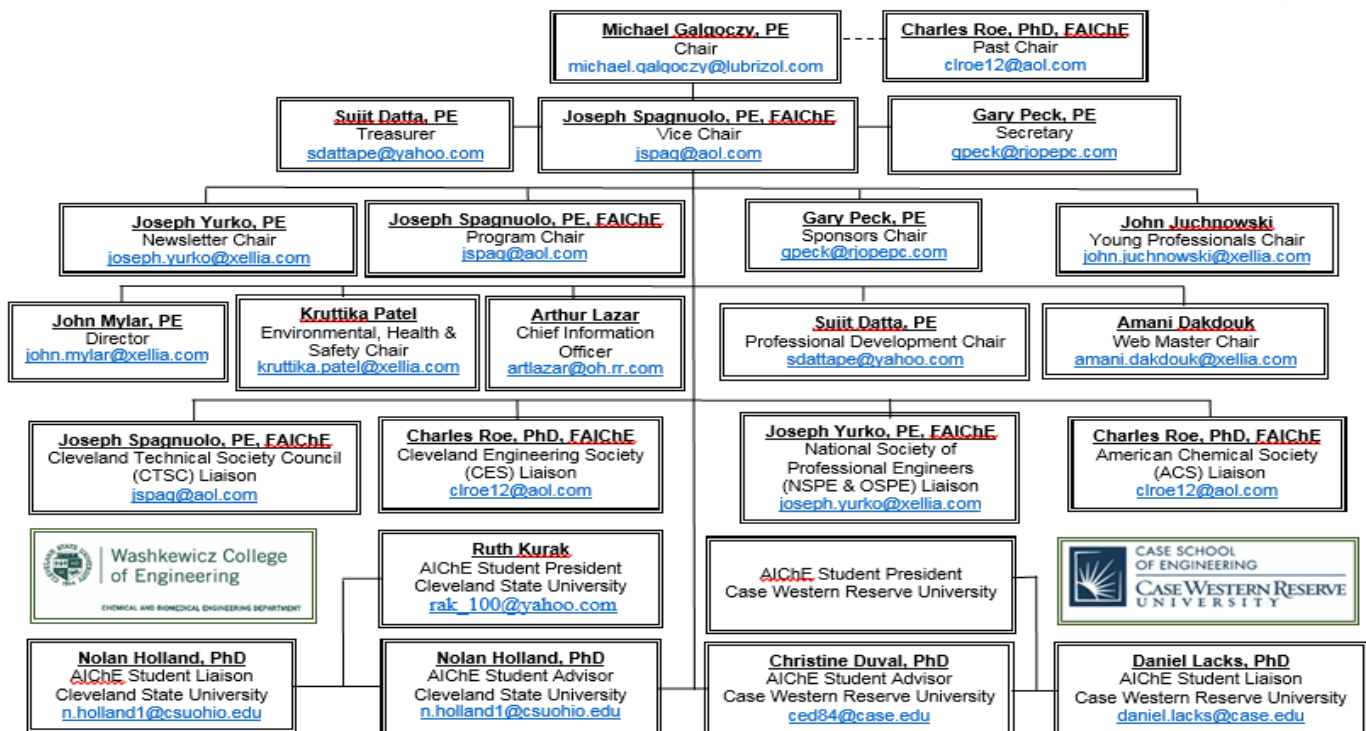 Michael Galgoczy, PE
Chair
michael.galgoczy@lubrizol.com
Charles Roe, PhD, FAIChE
Past Chair
clroe12@aol.com
Sujit Datta, PE
Treasurer
sdattape@yahoo.com
Joseph Spagnuolo, PE, FAIChE
Vice Chair
jspag@aol.com
Gary Peck, PE
Secretary
gpeck@rjopepc.com
Joseph Yurko, PE
Newsletter Chair
joseph.yurko@xellia.com
Joseph Spagnuolo, PE, FAIChE
Program Chair
jspag@aol.com
Gary Peck, PE
Sponsors Chair
gpeck@rjopepc.com
John Juchnowski
Young Professionals Chair
john.juchnowski@xellia.com
John Mylar, PE
Director
john.mylar@xellia.com
Kruttika Patel
Environmental, Health &
Safety Chair
kruttika.patel@xellia.com
Arthur Lazar
Chief Information
Officer
artlazar@oh.rr.com
Sujit Datta, PE
Professional Development Chair
sdattape@yahoo.com
Amani Dakdouk
Web Master Chair
amani.dakdouk@xellia.com
Joseph Spagnuolo, PE, FAIChE
Cleveland Technical Society Council
(CTSC) Liaison
jspag@aol.com
Charles Roe, PhD, FAIChE
Cleveland Engineering Society
(CES) Liaison
clroe12@aol.com
Joseph Yurko, PE, FAIChE
National Society of
Professional Engineers
(NSPE & OSPE) Liaison
joseph.yurko@xellia.com
Charles Roe, PhD, FAIChE
American Chemical Society
(ACS) Liaison
clroe12@aol.com
Washkewicz College
of Engineering
CHEMICAL AND BIOMEDICAL ENGINEERING DEPARTMENT
Ruth Kurak
AIChE Student President
Cleveland State University
rak_100@yahoo.com
AIChE Student President
Case Western Reserve University
CASE SCHOOL
OF ENGINEERING
CASE WESTERN RESERVE
UNIVERSITY
Nolan Holland, PhD
AIChE Student Liaison
Cleveland State University
n.holland1@csuohio.edu
Nolan Holland, PhD
AIChE Student Advisor
Cleveland State University
n.holland1@csuohio.edu
Christine Duval, PhD
AIChE Student Advisor
Case Western Reserve University
ced84@case.edu
Daniel Lacks, PhD
AIChE Student Liaison
Case Western Reserve University
daniel.lacks@case.edu